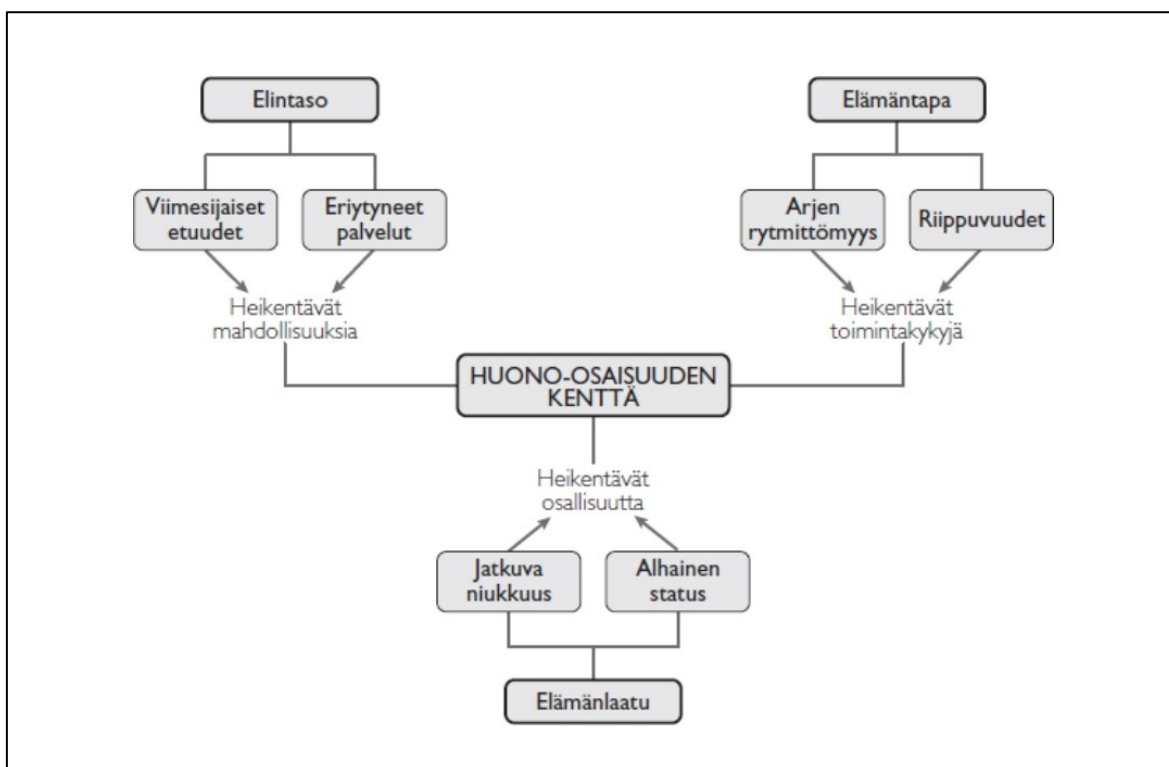 Elintaso
Elämäntapa
Viimesijaiset
etuudet
Eriytyneet
palvelut
Arjen
rytmittömyys
Riippuvuudet
Heikentävät
mahdollisuuksia
Heikentävät
toimintakykyjä
HUONO-OSAISUUDEN
KENTTÄ
Heikentävät
osallisuutta
Jatkuva
niukkuus
Alhainen
status
Elämänlaatu